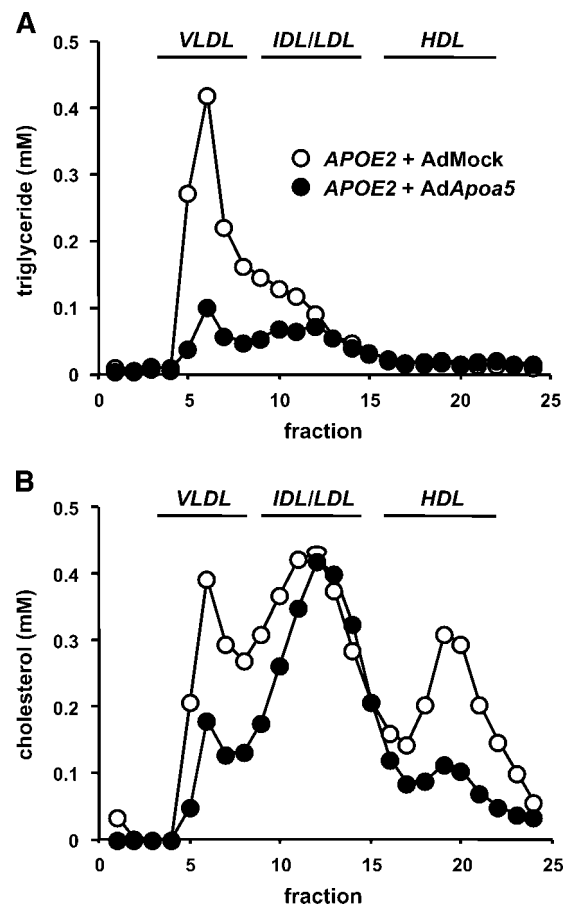 A
VLDL IDL/LDL HDL
0.5
0.4
0.3
0.2
0.1
0
triglyceride (mM)
APOE2 + AdMock
APOE2 + AdApoa5
0 5 10 15 20 25
fraction
B
VLDL IDL/LDL HDL
0.5
0.4
0.3
0.2
0.1
0
cholesterol (mM)
0 5 10 15 20 25
fraction